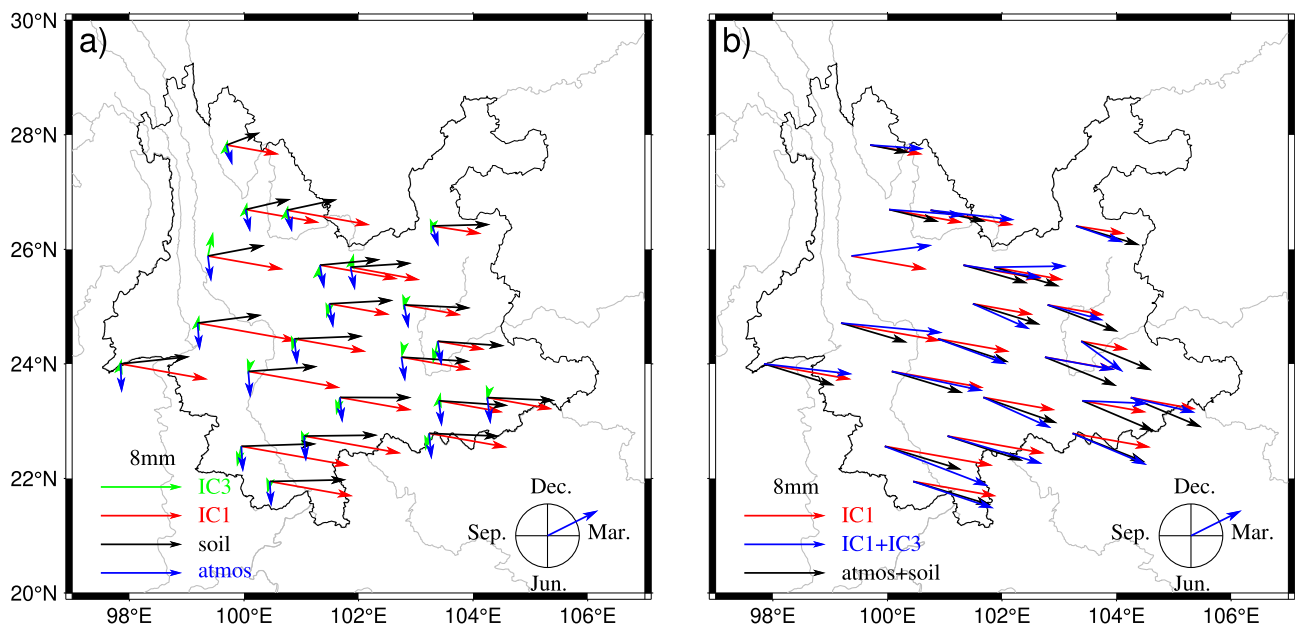 a)
30°N
28°N
26°N
24°N
22°N
20°N
98°E
100°E
102°E
104°E
106°E
8mm
IC3
IC1
soil
atmos
Dec.
Sep.
Mar.
Jun.
b)
8mm
IC1
IC1+IC3
atmos+soil
Dec.
Sep.
Mar.
Jun.
98°E
100°E
102°E
104°E
106°E